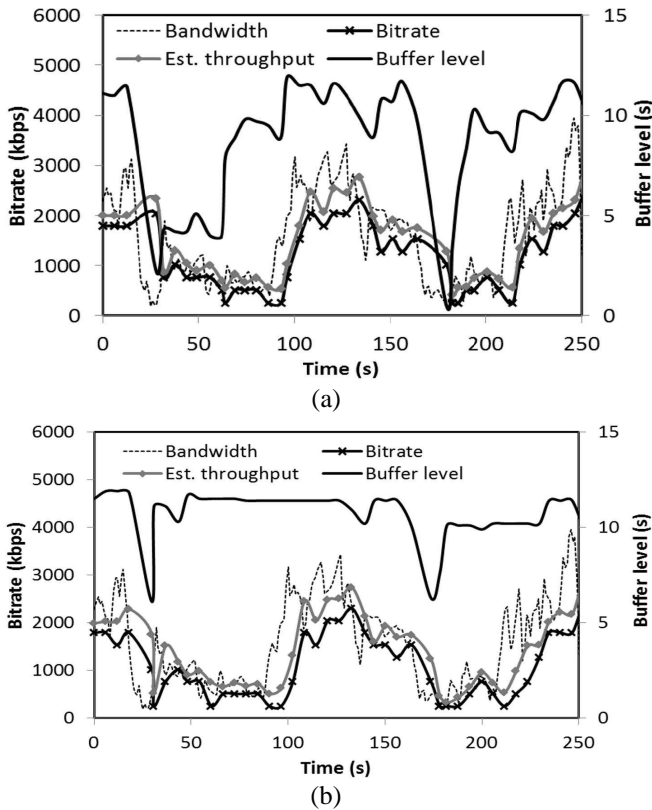 6000 15
Bandwidth Bitrate
Est. throughput Buffer level
5000
4000 10
3000
2000 5
1000
0 0
0 50 100 150 200 250
Bitrate (kbps)
Buffer level (s)
Time (s)
(a)
6000 15
Bandwidth Bitrate
Est. throughput Buffer level
5000
4000 10
3000
2000 5
1000
0 0
0 50 100 150 200 250
Bitrate (kbps)
Buffer level (s)
Time (s)
(b)